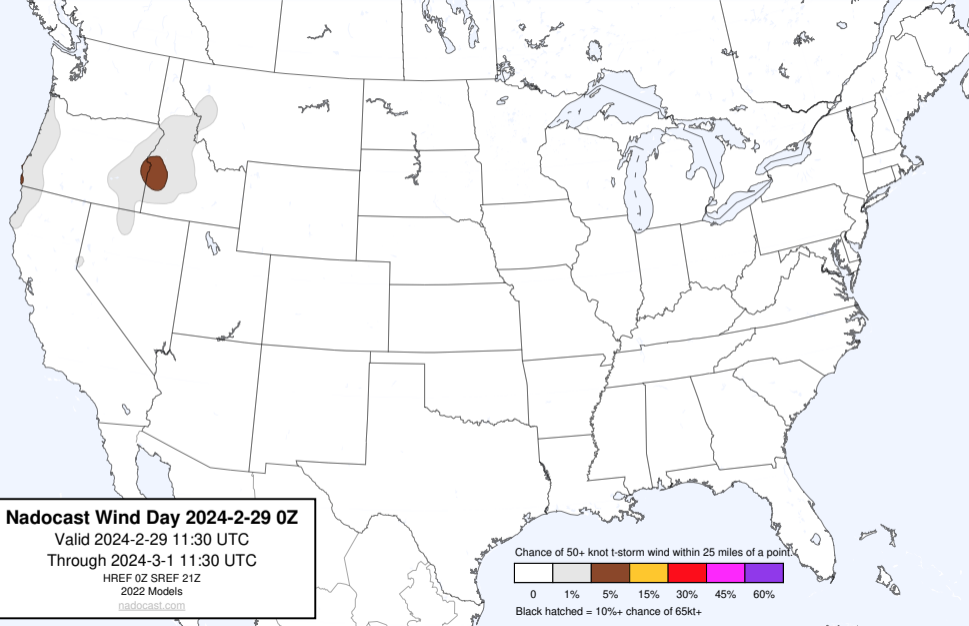 Nadocast Wind Day 2024-2-29 0Z
Valid 2024-2-29 11:30 UTC
Through 2024-3-1 11:30 UTC
HREF 0Z SREF 21Z
2022 Models
nadocast.com
Chance of 50+ knot t-storm wind within 25 miles of a point.
0 1% 5% 15% 30% 45% 60%
Black hatched = 10%+ chance of 65kt+